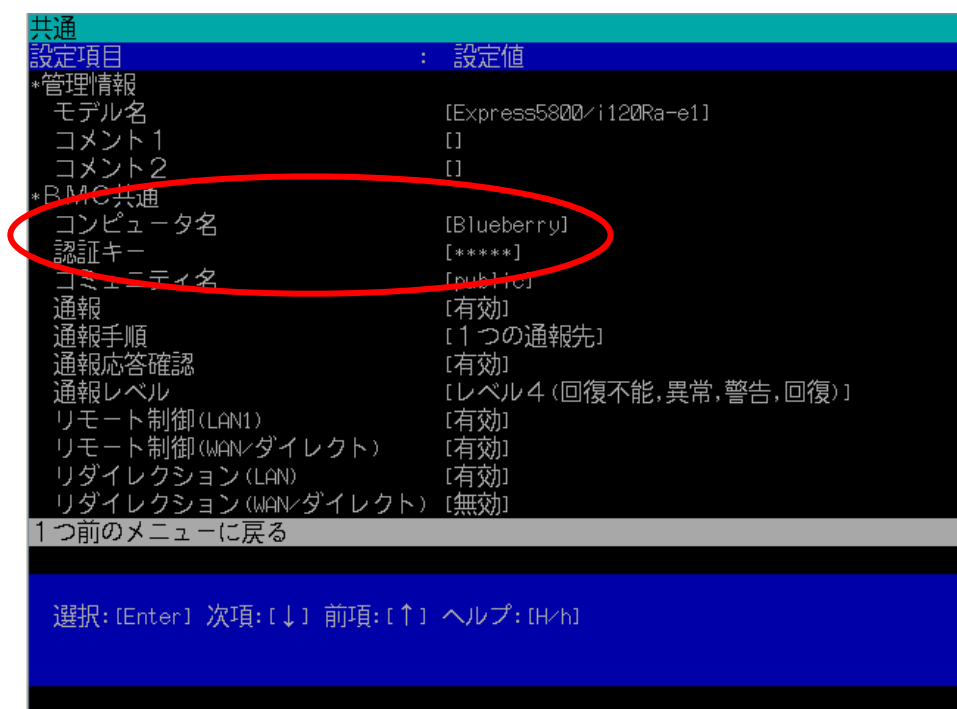 共通
設定項目 : 設定値
*管理情報
モデル名 [Express5800/i120Ra-e1]
コメント1 []
コメント2 []
*BMC共通
コンピュータ名 [Blueberry]
認証キー [*****]
コミュニティ名 [public]
通報 [有効]
通報手順 [1つの通報先]
通報応答確認 [有効]
通報レベル [レベル4(回復不能,異常,警告,回復)]
リモート制御(LAN1) [有効]
リモート制御(WAN/ダイレクト) [有効]
リダイレクション(LAN) [有効]
リダイレクション(WAN/ダイレクト) [無効]
1つ前のメニューに戻る
選択:[Enter] 次項:[↓] 前項:[↑] ヘルプ:[H/h]